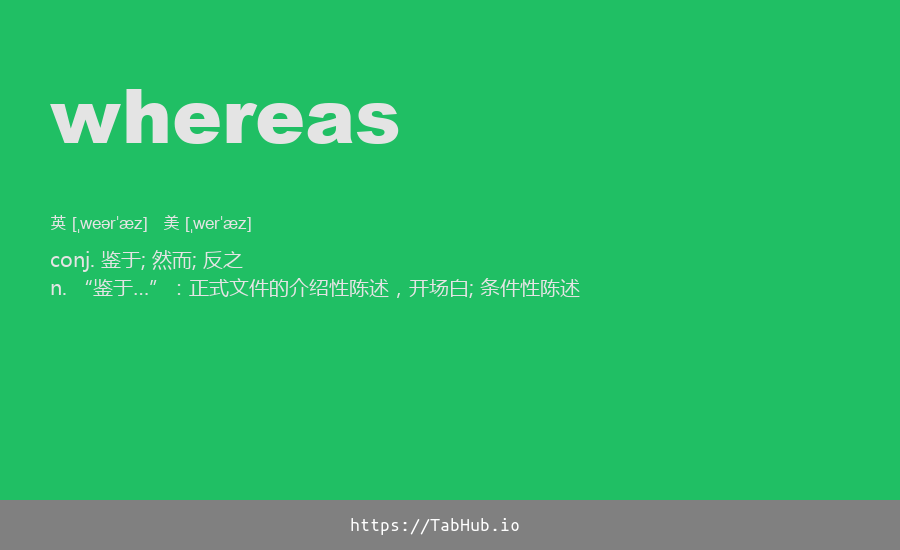 whereas
英 [ˌweərˈæz] 美 [ˌwerˈæz]
conj. 鉴于; 然而; 反之
n. “鉴于...” : 正式文件的介绍性陈述，开场白; 条件性陈述
https://TabHub.io